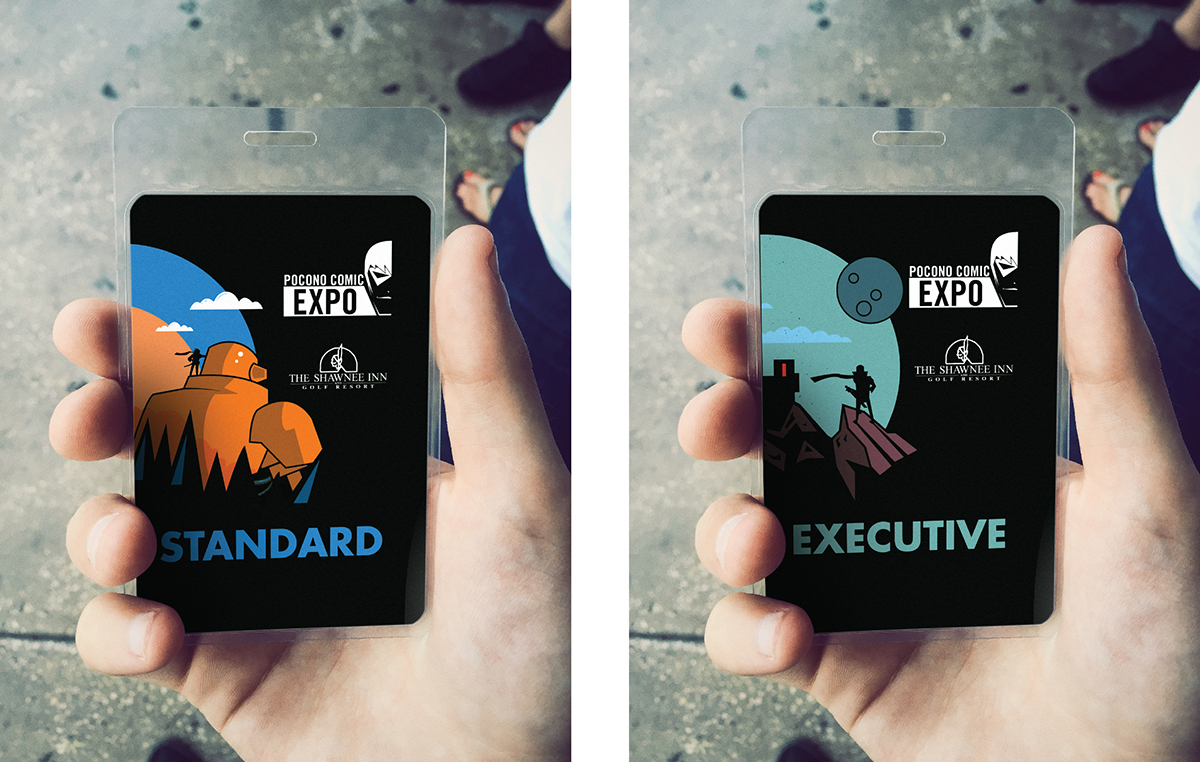 POCONO COMIC
EXPO
THE SHAWNEE INN
GOLF RESORT
STANDARD
POCONO COMIC
EXPO
THE SHAWNEE INN
GOLF RESORT
EXECUTIVE